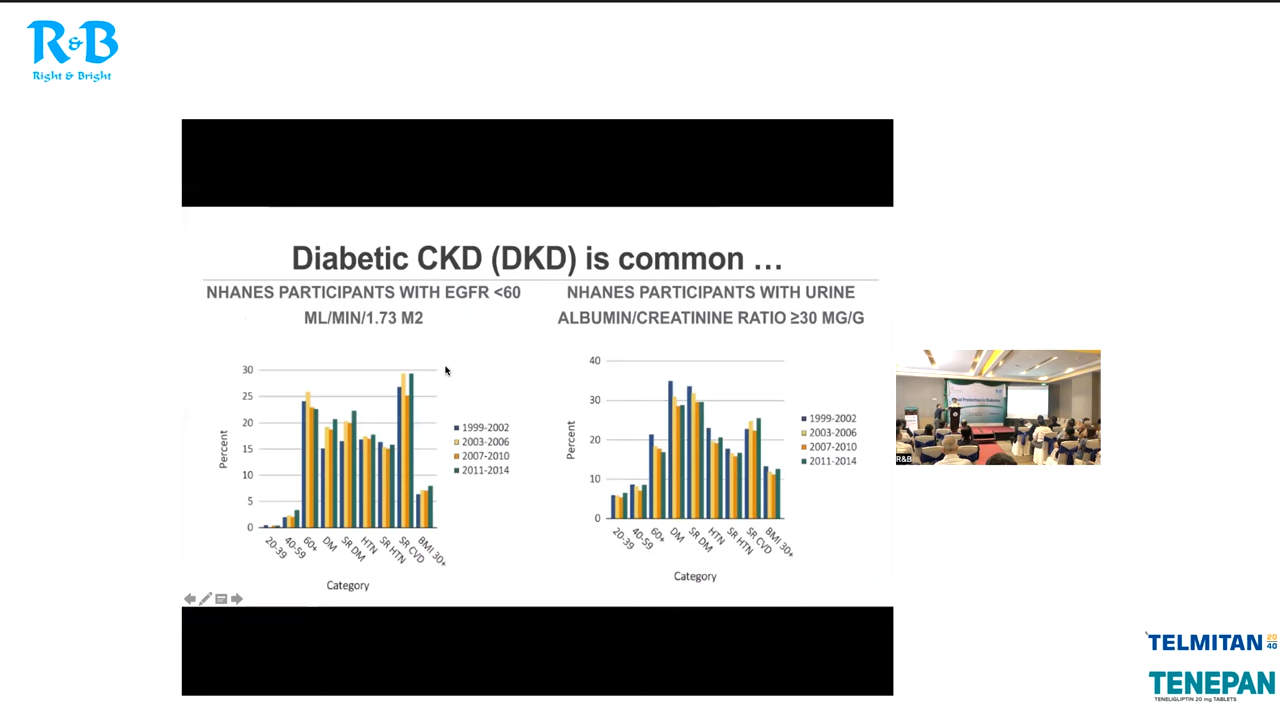 R&B
Right & Bright
Diabetic CKD (DKD) is common …
NHANES PARTICIPANTS WITH EGFR <60
ML/MIN/1.73 M2
30
25
20
15
10
5
0
Percent
20-39
40-59
60+
DM
SR DM
HTN
SR HTN
SR CVD
BMI 30+
Category
1999-2002
2003-2006
2007-2010
2011-2014
NHANES PARTICIPANTS WITH URINE
ALBUMIN/CREATININE RATIO ≥30 MG/G
40
30
20
10
0
Percent
20-39
40-59
60+
DM
SR DM
HTN
SR HTN
SR CVD
BMI 30+
Category
1999-2002
2003-2006
2007-2010
2011-2014
R&B
TELMITAN 20
40
TENEPAN
TENELIGLIPTIN 20 mg TABLETS